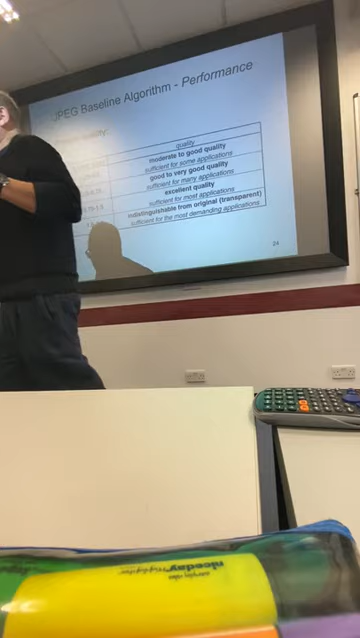 JPEG Baseline Algorithm - Performance
quality
moderate to good quality
sufficient for some applications
good to very good quality
sufficient for many applications
excellent quality
sufficient for most applications
indistinguishable from original (transparent)
sufficient for the most demanding applications
24
niceday